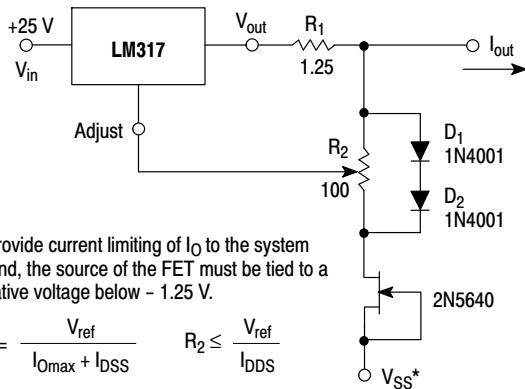 +25 V
V_in
LM317
V_out
R_1
1.25
I_out
Adjust
R_2
100
D_1
1N4001
D_2
1N4001
rovide current limiting of I_O to the system
nd, the source of the FET must be tied to a
ative voltage below – 1.25 V.
2N5640
= V_ref / (I_Omax + I_DSS)
R_2 ≤ V_ref / I_DDS
V_SS*